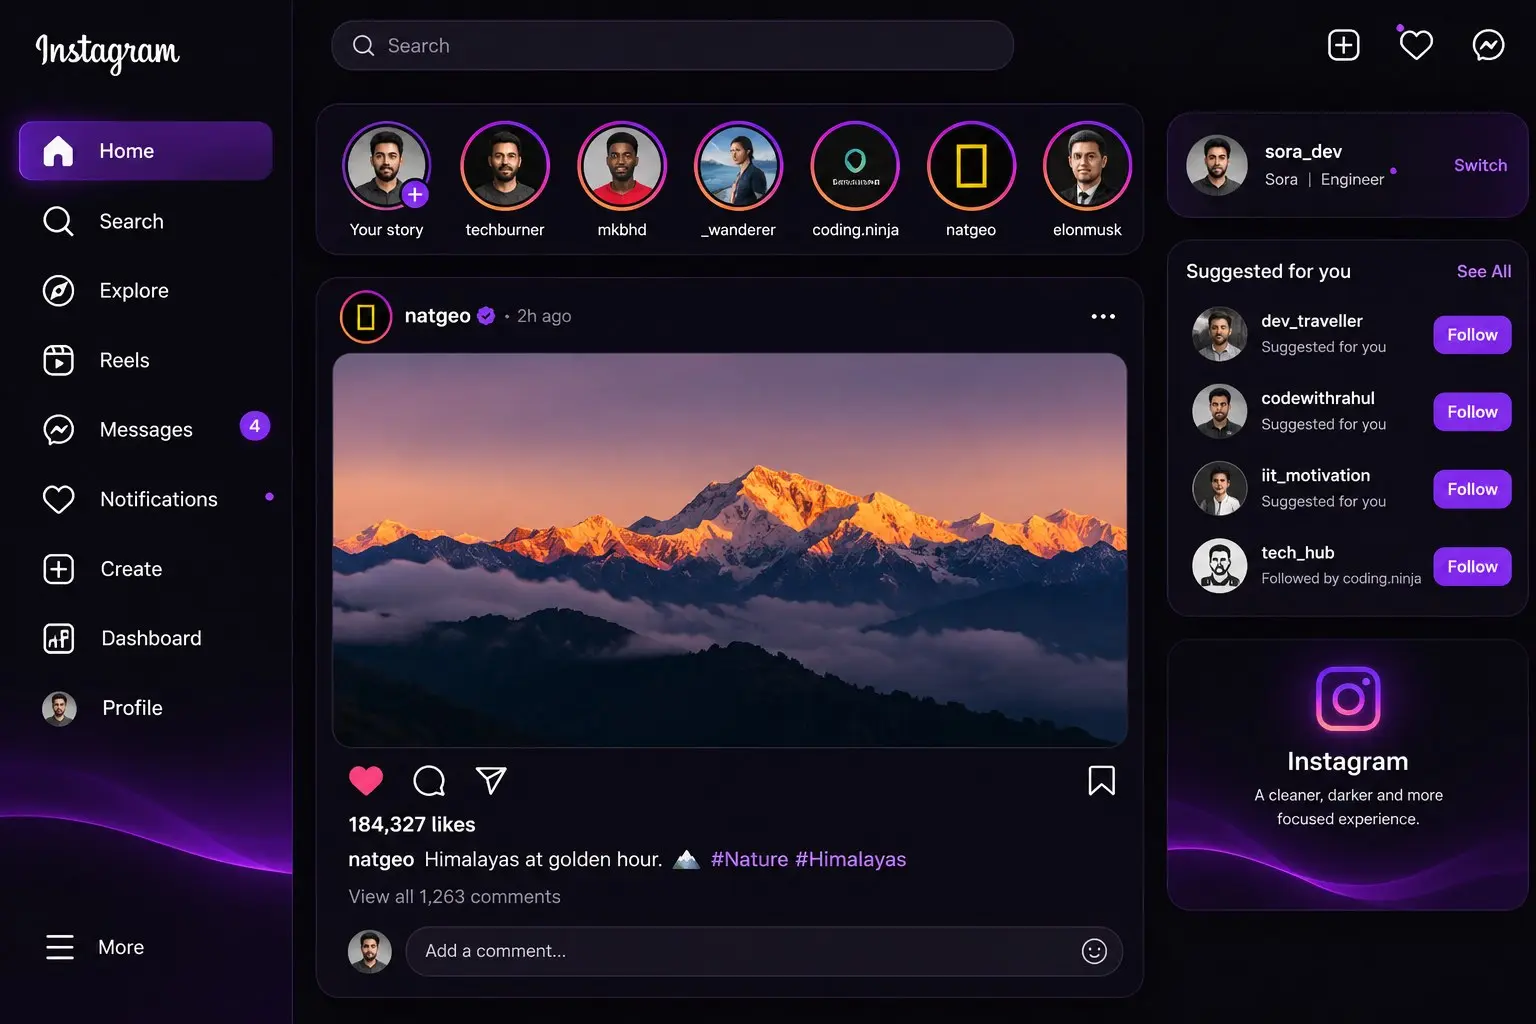 Instagram
Home
Search
Explore
Reels
Messages
4
Notifications
Create
Dashboard
Profile
More
Search
Your story
techburner
mkbhd
_wanderer
coding.ninja
natgeo
elonmusk
natgeo • 2h ago
184,327 likes
natgeo Himalayas at golden hour. 🏔️ #Nature #Himalayas
View all 1,263 comments
Add a comment...
sora_dev
Sora | Engineer
Switch
Suggested for you
See All
dev_traveller
Suggested for you
Follow
codewithrahul
Suggested for you
Follow
iit_motivation
Suggested for you
Follow
tech_hub
Followed by coding.ninja
Follow
Instagram
A cleaner, darker and more
focused experience.